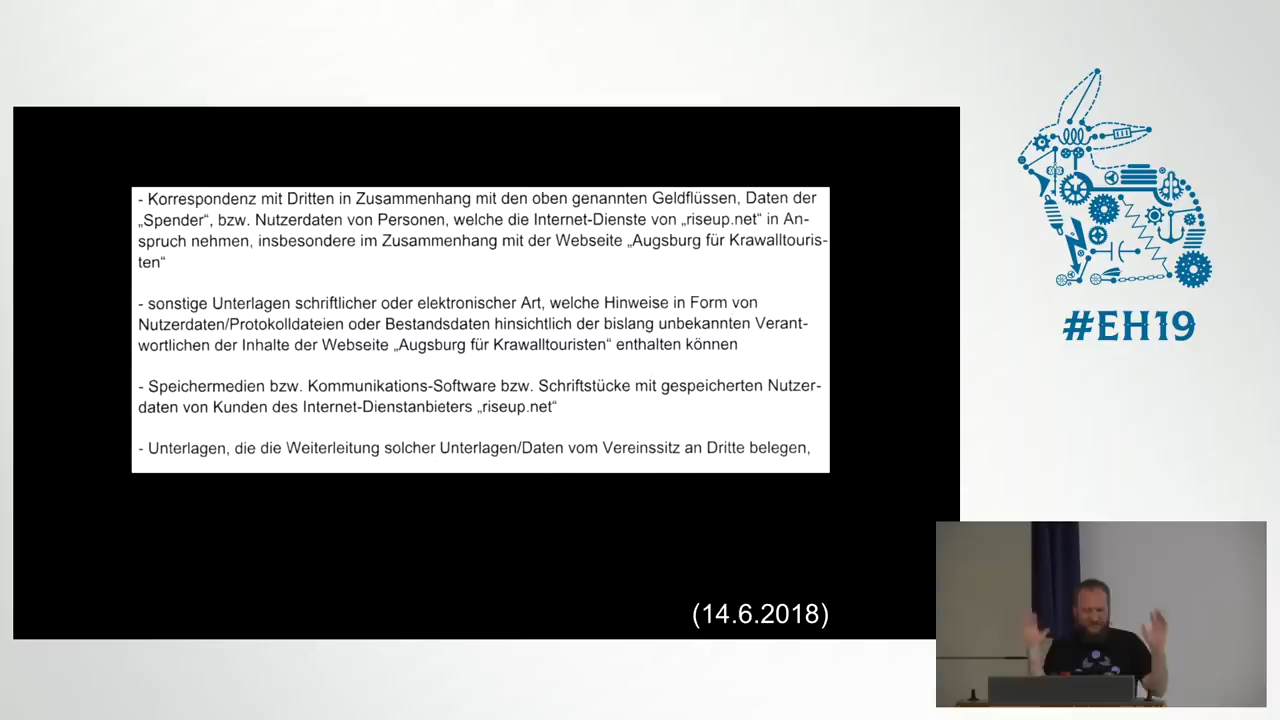 - Korrespondenz mit Dritten in Zusammenhang mit den oben genannten Geldflüssen, Daten der
„Spender“, bzw. Nutzerdaten von Personen, welche die Internet-Dienste von „riseup.net“ in An-
spruch nehmen, insbesondere im Zusammenhang mit der Webseite „Augsburg für Krawalltouris-
ten“
- sonstige Unterlagen schriftlicher oder elektronischer Art, welche Hinweise in Form von
Nutzerdaten/Protokolldateien oder Bestandsdaten hinsichtlich der bislang unbekannten Verant-
wortlichen der Inhalte der Webseite „Augsburg für Krawalltouristen“ enthalten können
- Speichermedien bzw. Kommunikations-Software bzw. Schriftstücke mit gespeicherten Nutzer-
daten von Kunden des Internet-Dienstanbieters „riseup.net“
- Unterlagen, die die Weiterleitung solcher Unterlagen/Daten vom Vereinssitz an Dritte belegen,
(14.6.2018)
#EH19